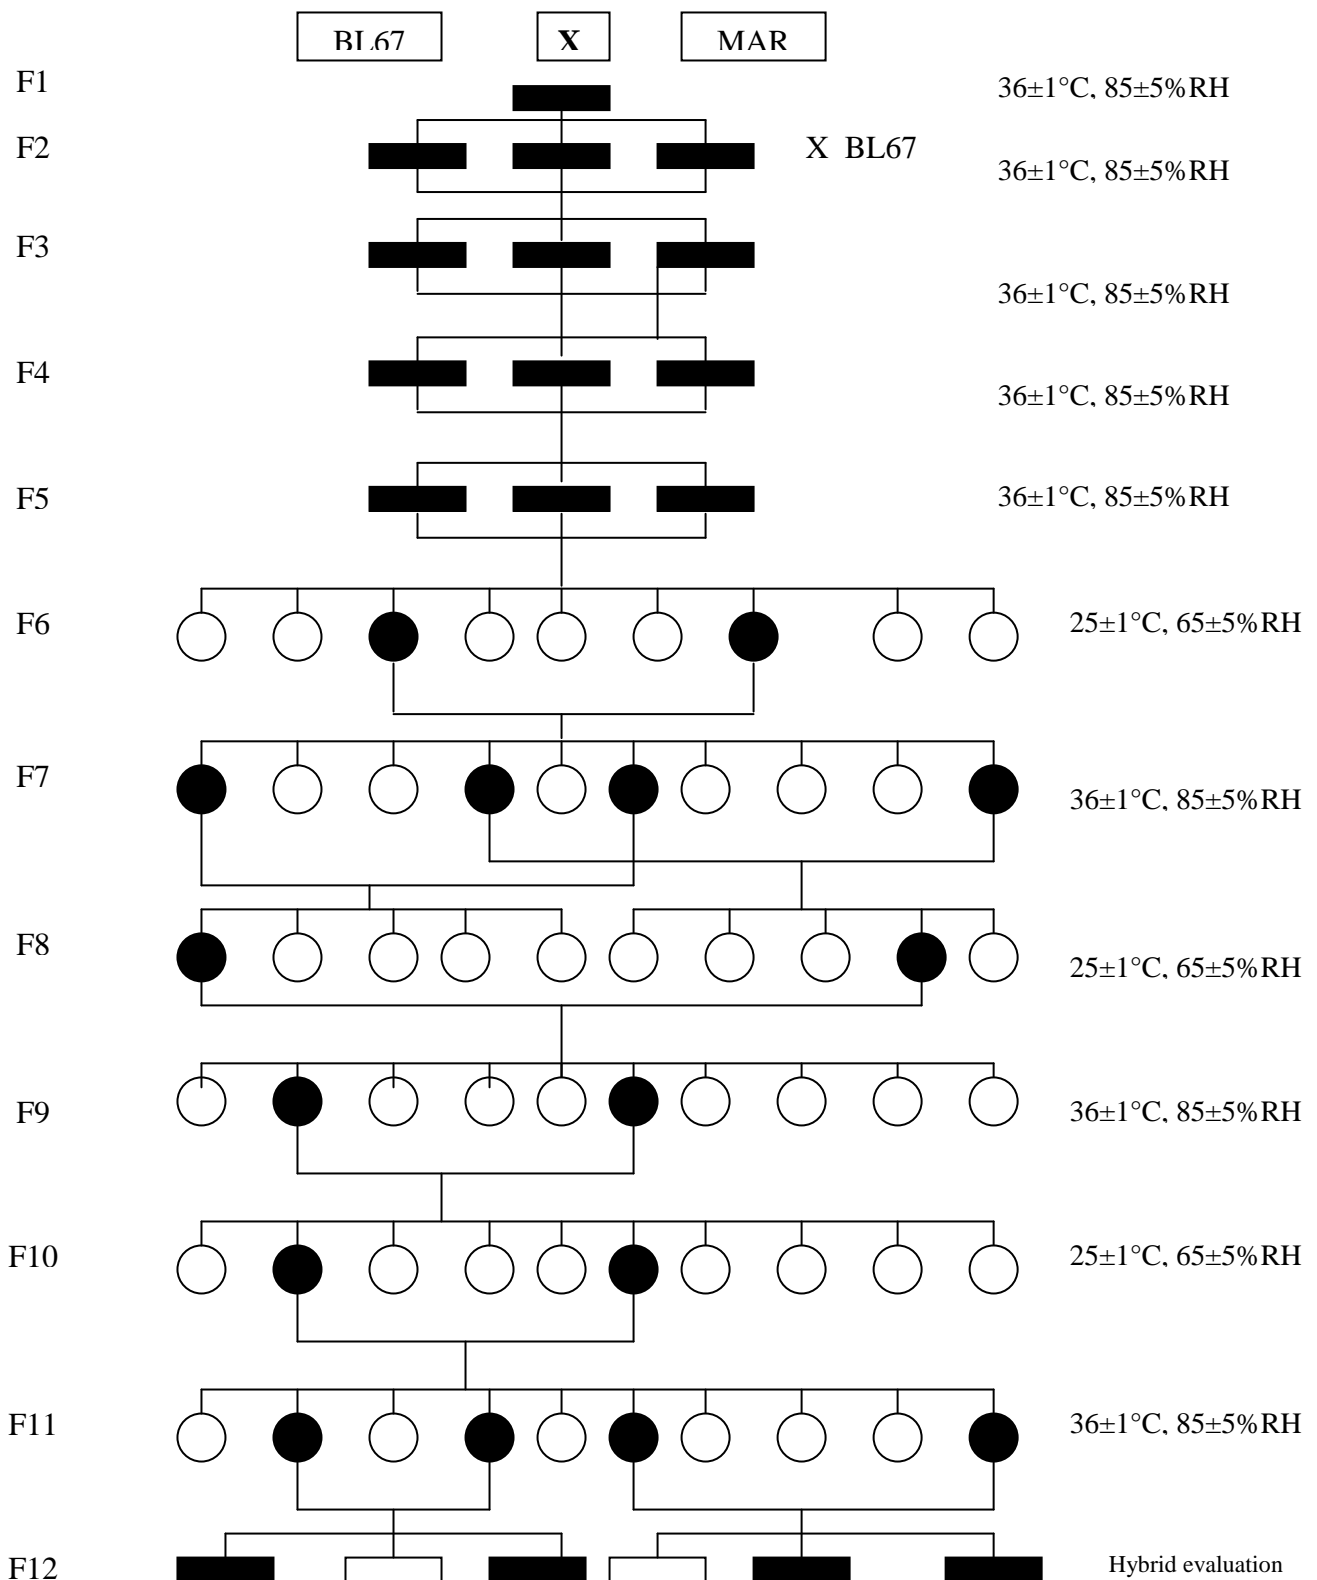 BL67 X MAR
F1 36±1°C, 85±5%RH
F2 X BL67 36±1°C, 85±5%RH
F3 36±1°C, 85±5%RH
F4 36±1°C, 85±5%RH
F5 36±1°C, 85±5%RH
F6 25±1°C, 65±5%RH
F7 36±1°C, 85±5%RH
F8 25±1°C, 65±5%RH
F9 36±1°C, 85±5%RH
F10 25±1°C, 65±5%RH
F11 36±1°C, 85±5%RH
F12 Hybrid evaluation